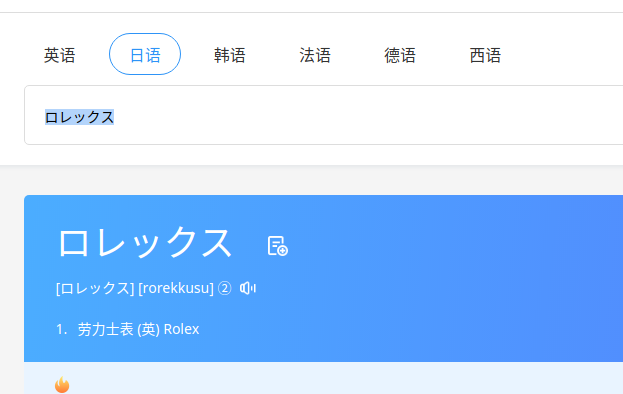 英语 日语 韩语 法语 德语 西语
ロレックス
ロレックス
[ロレックス] [rorekkusu] ②
1. 劳力士表 (英) Rolex